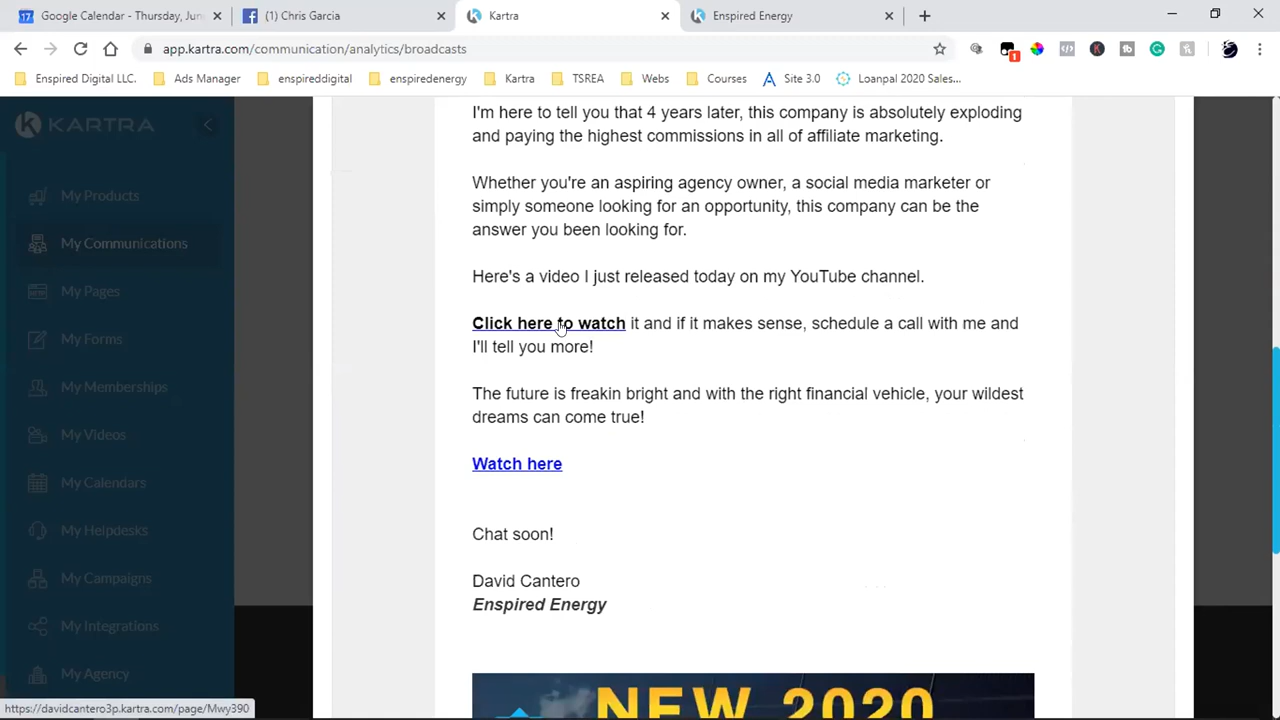 Google Calendar - Thursday, Jun
(1) Chris Garcia
Kartra
Enspired Energy
app.kartra.com/communication/analytics/broadcasts
Enspired Digital LLC.
Ads Manager
enspireddigital
enspiredenergy
Kartra
TSREA
Webs
Courses
Site 3.0
Loanpal 2020 Sales...
KARTRA
My Products
My Communications
My Pages
My Forms
My Memberships
My Videos
My Calendars
My Helpdesks
My Campaigns
My Integrations
My Agency
I'm here to tell you that 4 years later, this company is absolutely exploding
and paying the highest commissions in all of affiliate marketing.
Whether you're an aspiring agency owner, a social media marketer or
simply someone looking for an opportunity, this company can be the
answer you been looking for.
Here's a video I just released today on my YouTube channel.
Click here to watch it and if it makes sense, schedule a call with me and
I'll tell you more!
The future is freakin bright and with the right financial vehicle, your wildest
dreams can come true!
Watch here
Chat soon!
David Cantero
Enspired Energy
NEW 2020
https://davidcantero3p.kartra.com/page/Mwy390